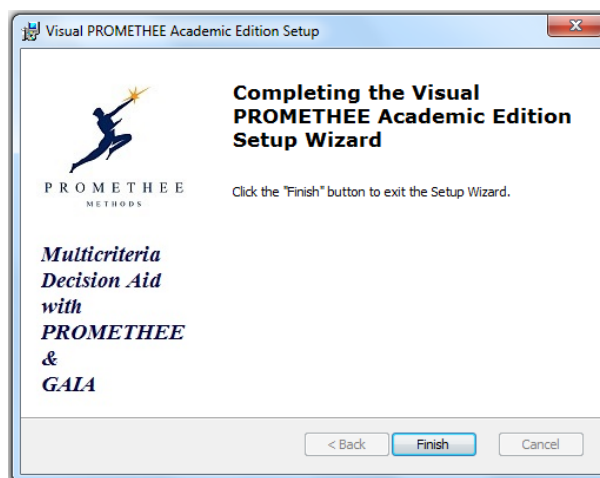 Visual PROMETHEE Academic Edition Setup
Completing the Visual
PROMETHEE Academic Edition
Setup Wizard
Click the "Finish" button to exit the Setup Wizard.
PROMETHEE
METHODS
Multicriteria
Decision Aid
with
PROMETHEE
&
GAIA
< Back
Finish
Cancel